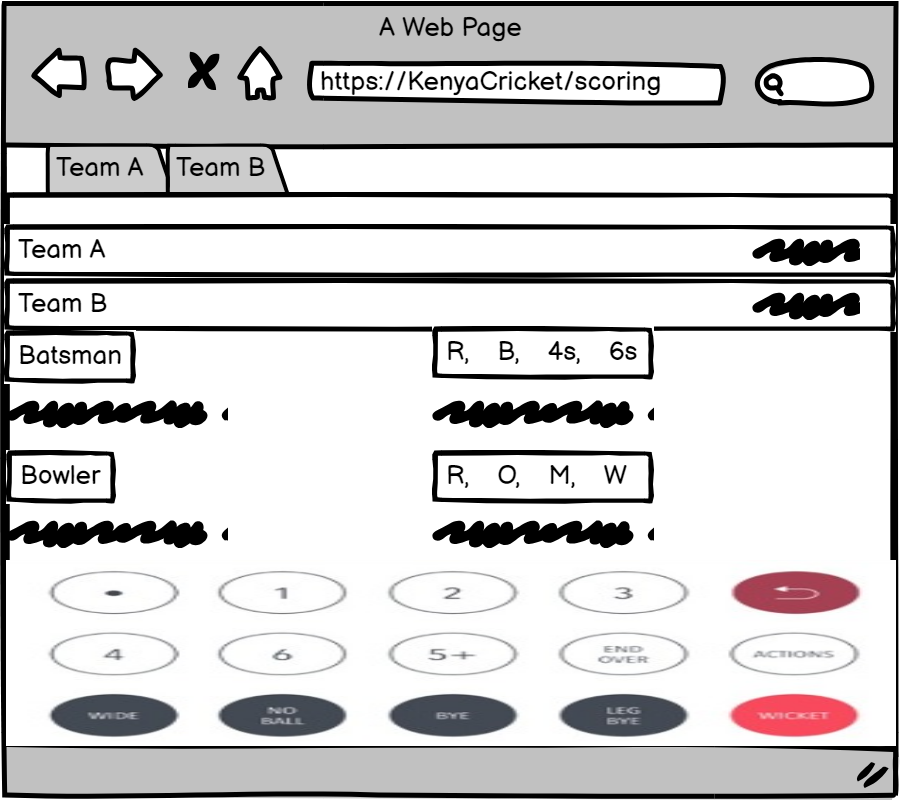 A Web Page
https://KenyaCricket/scoring
Team A Team B
Team A
Team B
Batsman R, B, 4s, 6s
Bowler R, O, M, W
• 1 2 3
4 6 5+ END OVER ACTIONS
WIDE NO BALL BYE LEG BYE WICKET